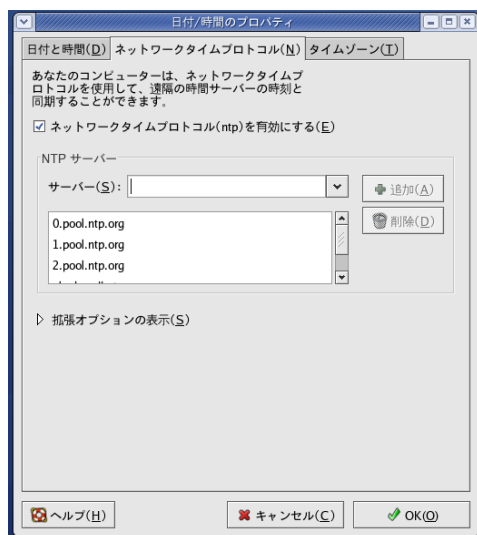 日付/時間のプロパティ
日付と時間(D) ネットワークタイムプロトコル(N) タイムゾーン(T)
あなたのコンピューターは、ネットワークタイムプ
ロトコルを使用して、遠隔の時間サーバーの時刻と
同期することができます。
ネットワークタイムプロトコル(ntp)を有効にする(E)
NTP サーバー
サーバー(S):
追加(A)
0.pool.ntp.org
削除(D)
1.pool.ntp.org
2.pool.ntp.org
拡張オプションの表示(S)
ヘルプ(H) キャンセル(C) OK(O)